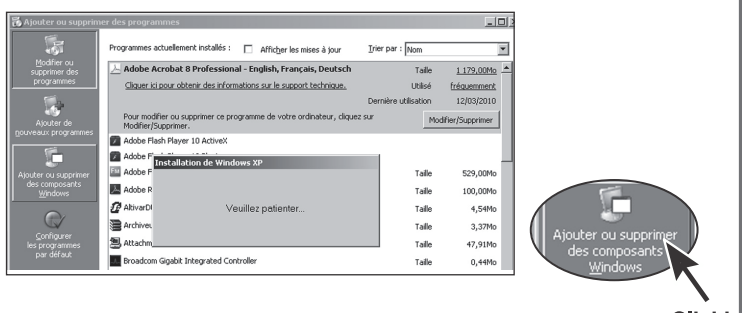 Ajouter ou supprimer des programmes
Modifier ou
supprimer des
programmes
Ajouter de
nouveaux programmes
Ajouter ou supprimer
des composants
Windows
Configurer
les programmes
par défaut
Programmes actuellement installés : Afficher les mises à jour Trier par : Nom
Adobe Acrobat 8 Professional - English, Français, Deutsch Taille 1 179,00Mo
Cliquer ici pour obtenir des informations sur le support technique. Utilisé fréquemment
Dernière utilisation 12/03/2010
Pour modifier ou supprimer ce programme de votre ordinateur, cliquez sur
Modifier/Supprimer. Modifier/Supprimer
Adobe Flash Player 10 ActiveX
Adobe
Installation de Windows XP
Veuillez patienter...
Adobe F Taille 529,00Mo
Adobe R Taille 100,00Mo
Taille 4,54Mo
Archiveu Taille 3,37Mo
Attachm Taille 47,91Mo
Broadcom Gigabit Integrated Controller Taille 0,44Mo
Ajouter ou supprimer
des composants
Windows